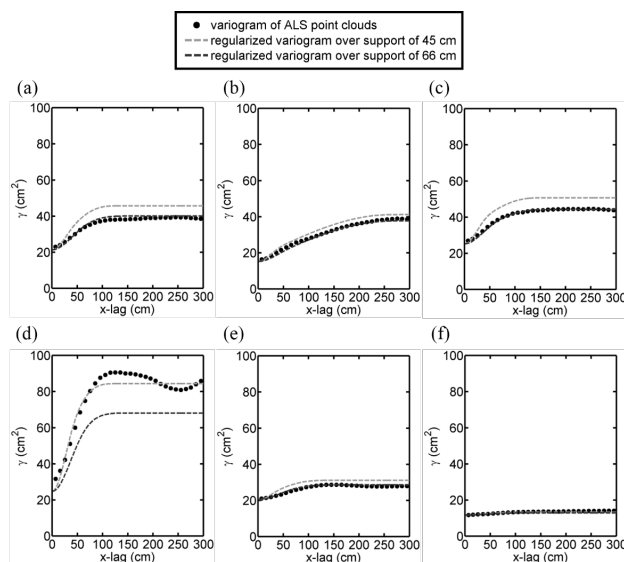 variogram of ALS point clouds
regularized variogram over support of 45 cm
regularized variogram over support of 66 cm
(a) (b) (c)
100 100 100
80 80 80
60 60 60
40 40 40
20 20 20
0 0 0
γ (cm²) γ (cm²) γ (cm²)
0 50 100 150 200 250 300 0 50 100 150 200 250 300 0 50 100 150 200 250 300
x-lag (cm) x-lag (cm) x-lag (cm)
(d) (e) (f)
100 100 100
80 80 80
60 60 60
40 40 40
20 20 20
0 0 0
γ (cm²) γ (cm²) γ (cm²)
0 50 100 150 200 250 300 0 50 100 150 200 250 300 0 50 100 150 200 250 300
x-lag (cm) x-lag (cm) x-lag (cm)